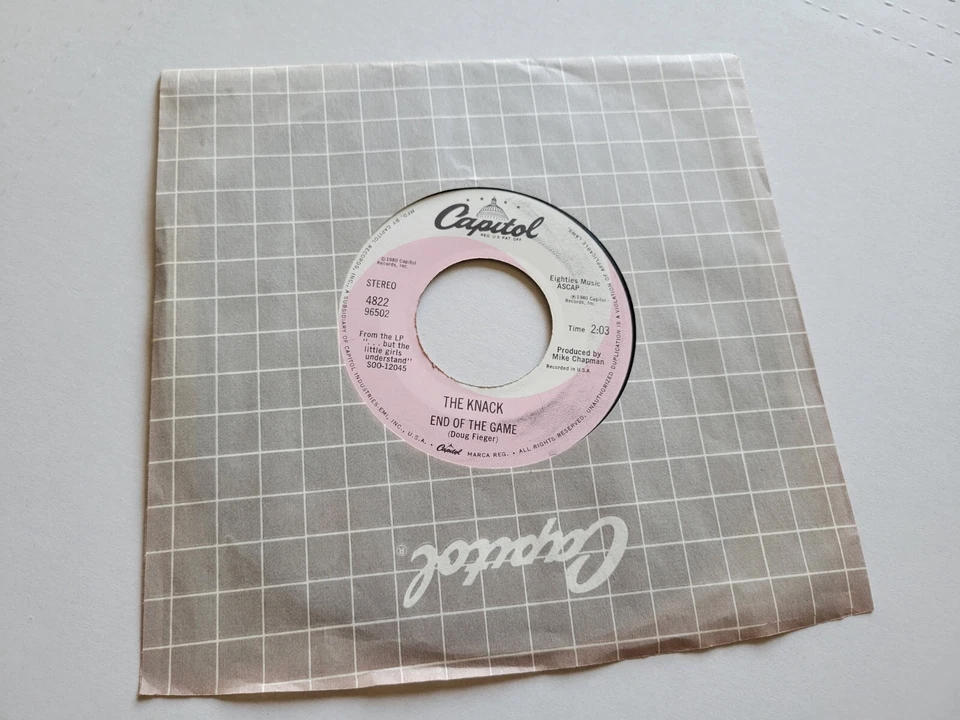 Capitol
REG. U.S. PAT. OFF.
℗1980 Capitol
Records, Inc.
STEREO
4822
96502
From the LP
". . . but the
little girls
understand"
SOO-12045
Eighties Music
ASCAP
℗1980 Capitol
Records, Inc.
Time 2:03
Produced by
Mike Chapman
Recorded in U.S.A.
THE KNACK
END OF THE GAME
(Doug Fieger)
MFD. BY CAPITOL RECORDS, INC., A SUBSIDIARY OF CAPITOL INDUSTRIES-EMI, INC., U.S.A. • Capitol MARCA REG. • ALL RIGHTS RESERVED. UNAUTHORIZED DUPLICATION IS A VIOLATION OF APPLICABLE LAWS.
Capitol®